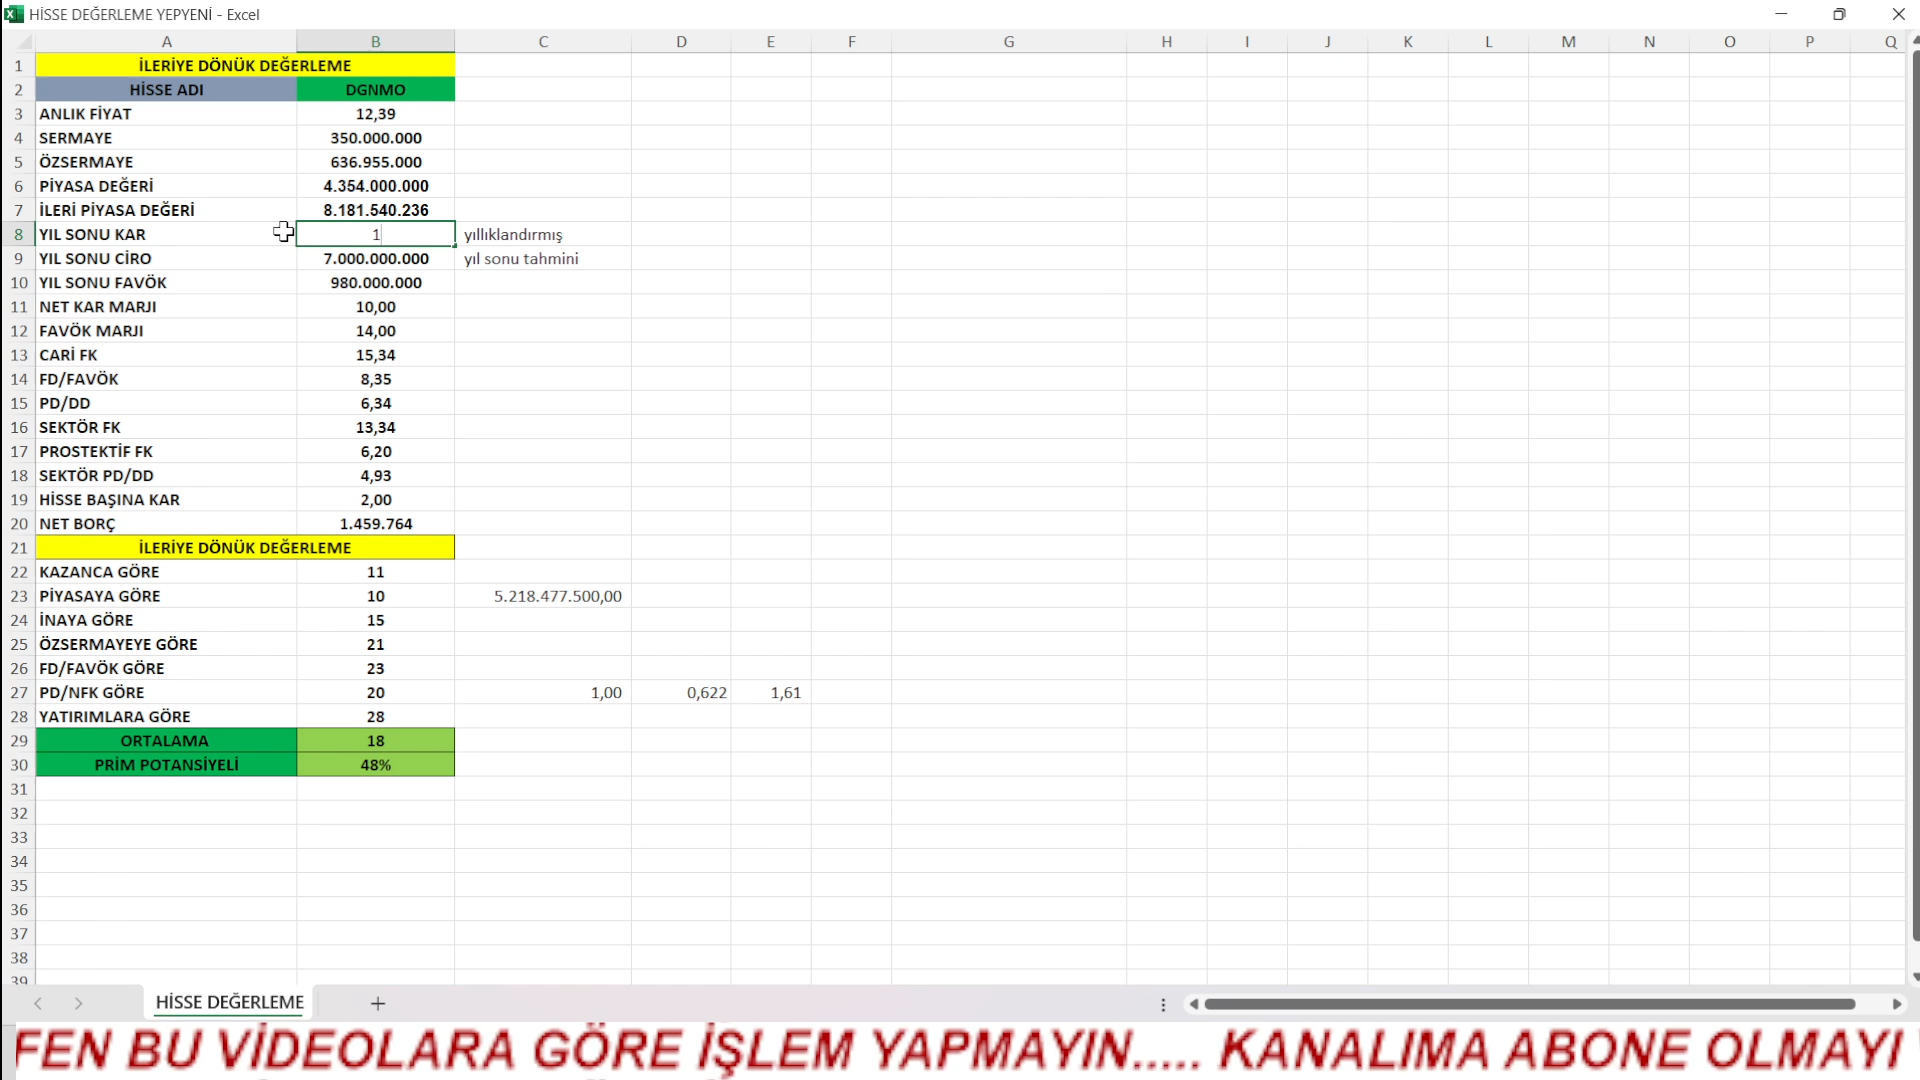 HİSSE DEĞERLEME YEPYENİ - Excel
A B C D E F G H I J K L M N O P Q
1 İLERİYE DÖNÜK DEĞERLEME
2 HİSSE ADI DGNMO
3 ANLIK FİYAT 12,39
4 SERMAYE 350.000.000
5 ÖZSERMAYE 636.955.000
6 PİYASA DEĞERİ 4.354.000.000
7 İLERİ PİYASA DEĞERİ 8.181.540.236
8 YIL SONU KAR 1 yıllıklandırmış
9 YIL SONU CİRO 7.000.000.000 yıl sonu tahmini
10 YIL SONU FAVÖK 980.000.000
11 NET KAR MARJI 10,00
12 FAVÖK MARJI 14,00
13 CARİ FK 15,34
14 FD/FAVÖK 8,35
15 PD/DD 6,34
16 SEKTÖR FK 13,34
17 PROSTEKTİF FK 6,20
18 SEKTÖR PD/DD 4,93
19 HİSSE BAŞINA KAR 2,00
20 NET BORÇ 1.459.764
21 İLERİYE DÖNÜK DEĞERLEME
22 KAZANCA GÖRE 11
23 PİYASAYA GÖRE 10 5.218.477.500,00
24 İNAYA GÖRE 15
25 ÖZSERMAYEYE GÖRE 21
26 FD/FAVÖK GÖRE 23
27 PD/NFK GÖRE 20 1,00 0,622 1,61
28 YATIRIMLARA GÖRE 28
29 ORTALAMA 18
30 PRİM POTANSİYELİ 48%
31
32
33
34
35
36
37
38
39
HİSSE DEĞERLEME
FEN BU VİDEOLARA GÖRE İŞLEM YAPMAYIN..... KANALIMA ABONE OLMAYI